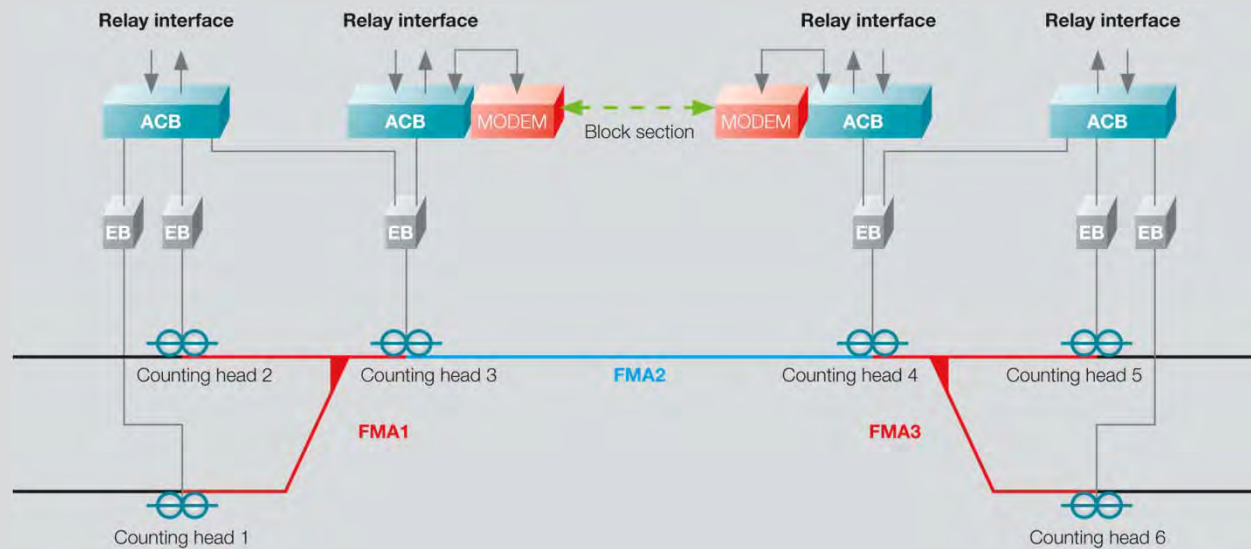 Relay interface
Relay interface
Relay interface
Relay interface
ACB
ACB
MODEM
Block section
MODEM
ACB
ACB
EB
EB
EB
EB
EB
EB
Counting head 2
Counting head 3
FMA2
Counting head 4
Counting head 5
FMA1
FMA3
Counting head 1
Counting head 6